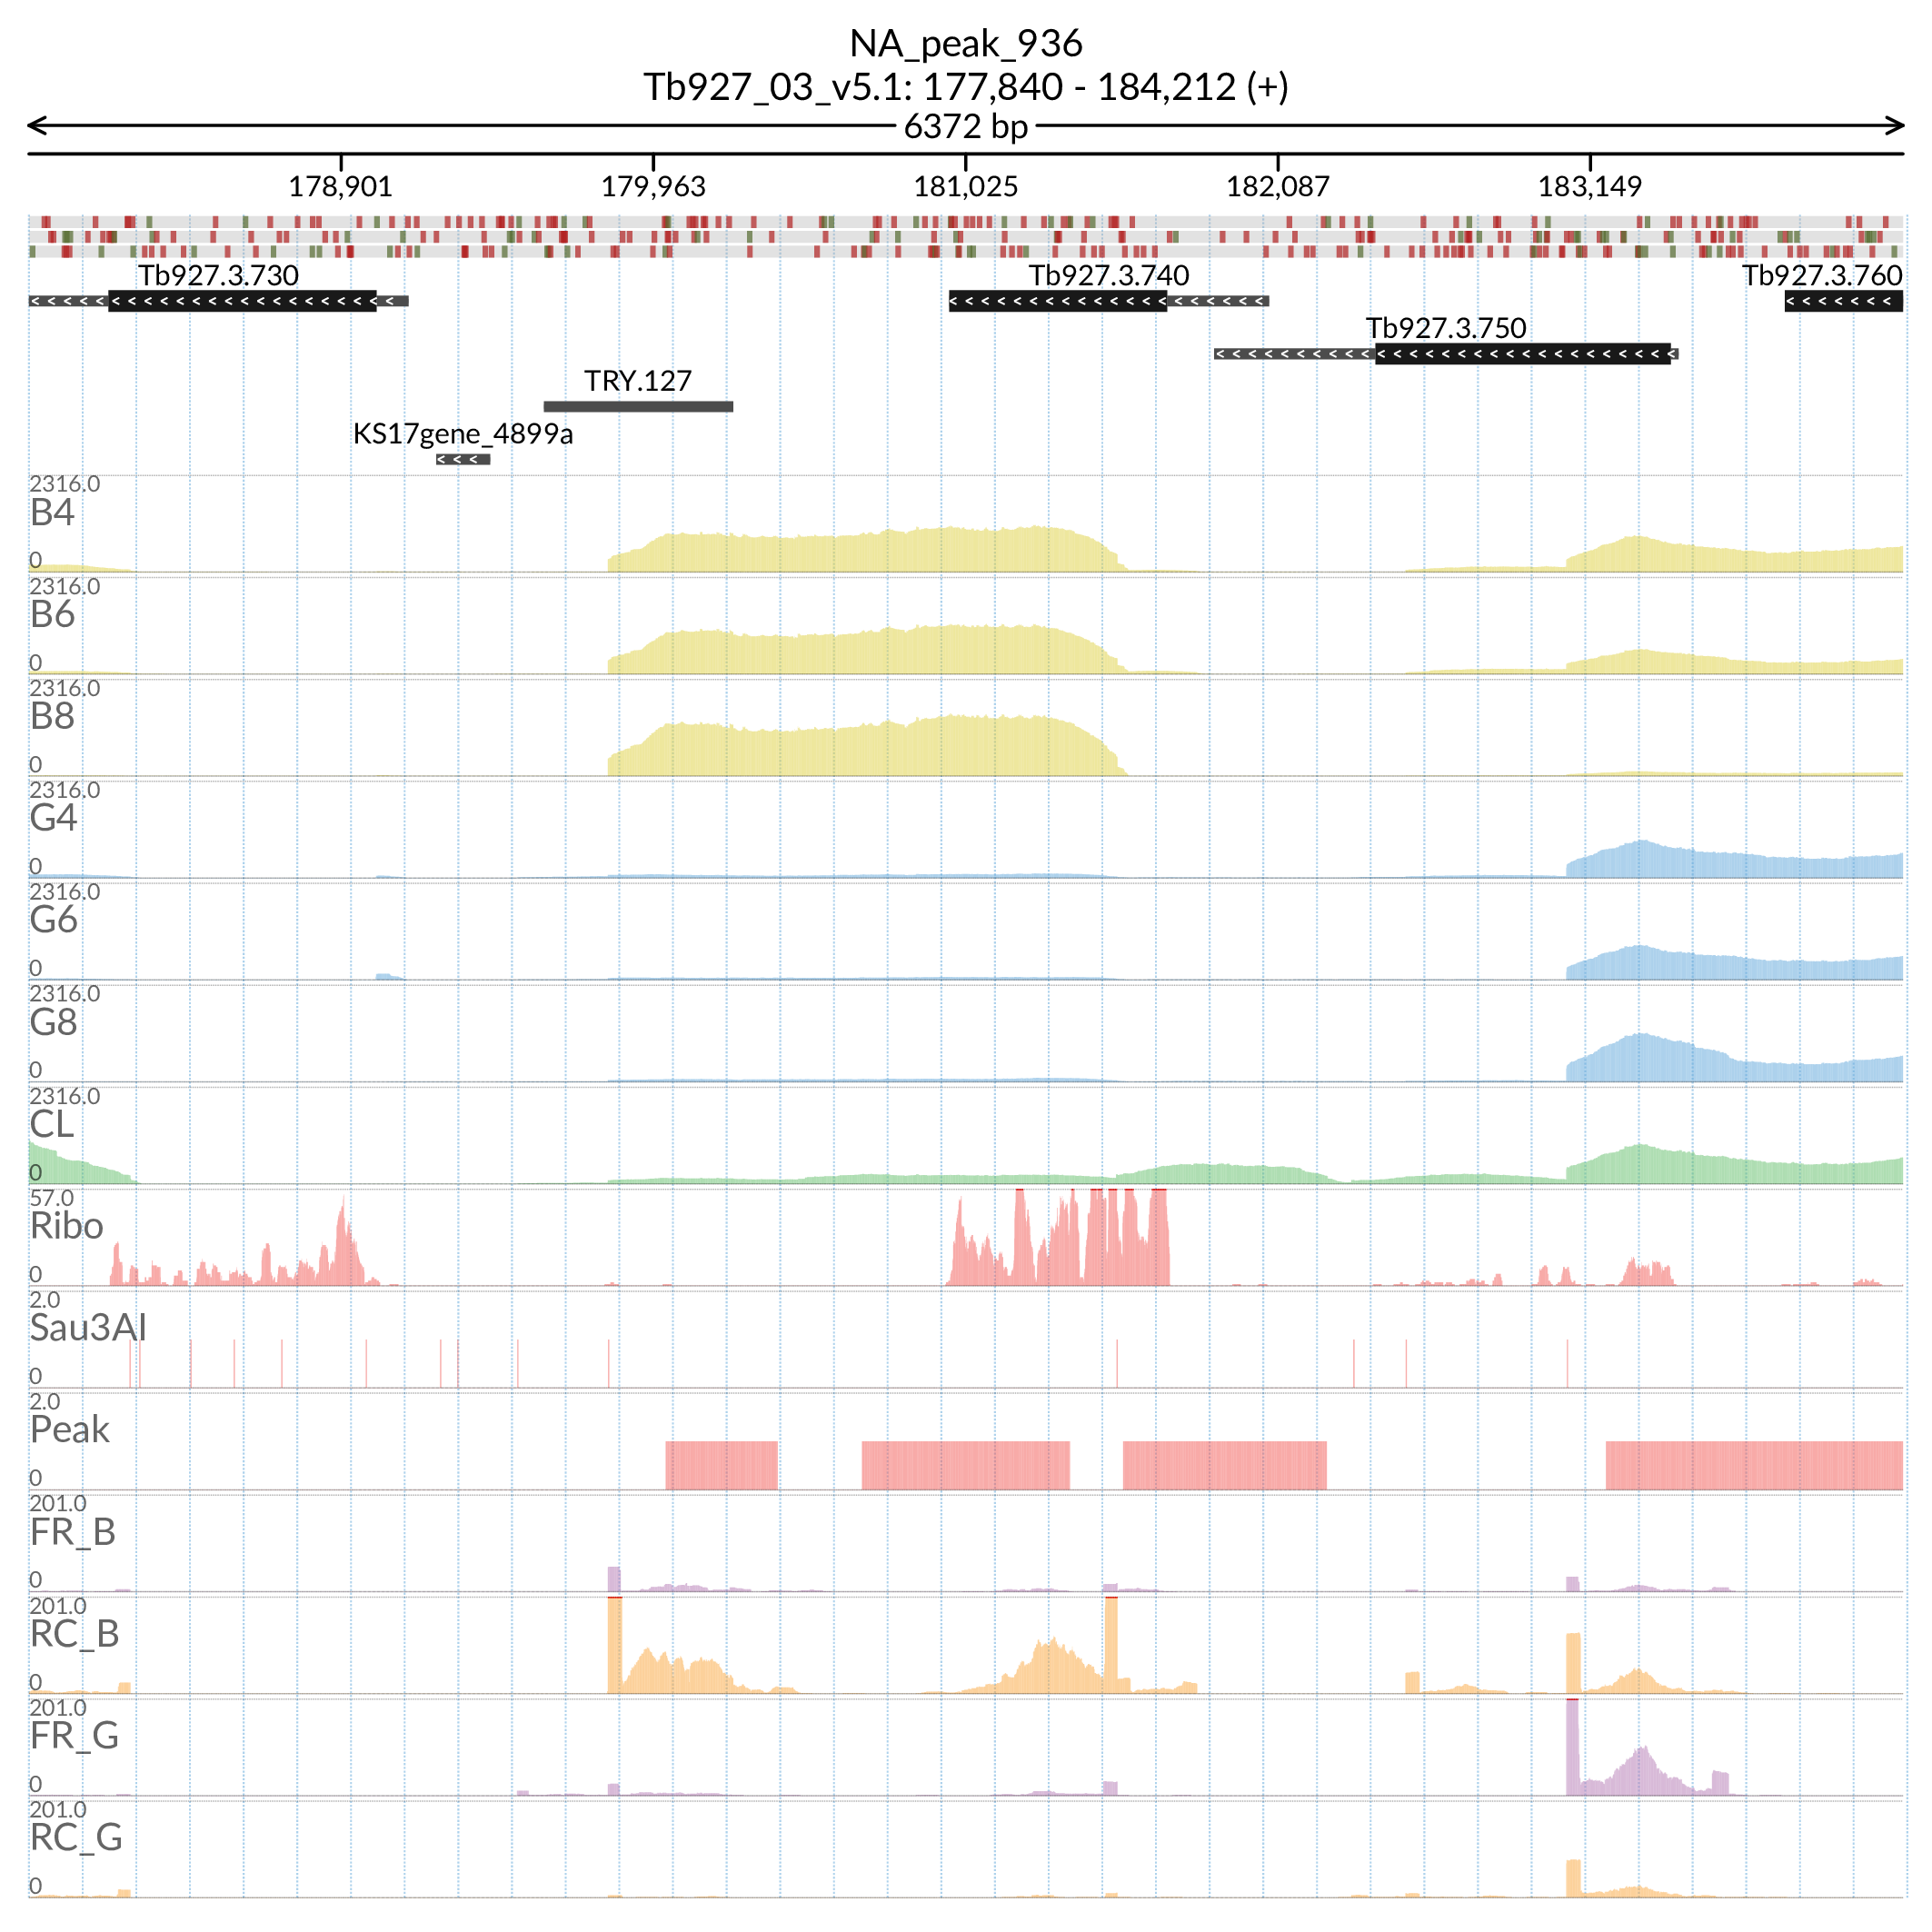 NA_peak_936
Tb927_03_v5.1: 177,840 - 184,212 (+)
6372 bp
178,901 179,963 181,025 182,087 183,149
Tb927.3.730 Tb927.3.740 Tb927.3.760
Tb927.3.750
TRY.127
KS17gene_4899a
2316.0
B4
0
2316.0
B6
0
2316.0
B8
0
2316.0
G4
0
2316.0
G6
0
2316.0
G8
0
2316.0
CL
0
57.0
Ribo
0
2.0
Sau3AI
0
2.0
Peak
0
201.0
FR_B
0
201.0
RC_B
0
201.0
FR_G
0
201.0
RC_G
0